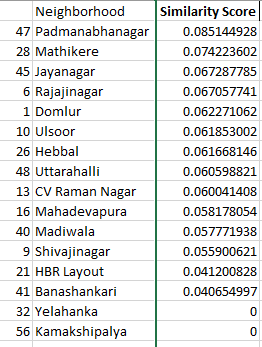 Neighborhood Similarity Score
47 Padmanabhanagar 0.085144928
28 Mathikere 0.074223602
45 Jayanagar 0.067287785
6 Rajajinagar 0.067057741
1 Domlur 0.062271062
10 Ulsoor 0.061853002
26 Hebbal 0.061668146
48 Uttarahalli 0.060598821
13 CV Raman Nagar 0.060041408
16 Mahadevapura 0.058178054
40 Madiwala 0.057771938
9 Shivajinagar 0.055900621
21 HBR Layout 0.041200828
41 Banashankari 0.040654997
32 Yelahanka 0
56 Kamakshipalya 0